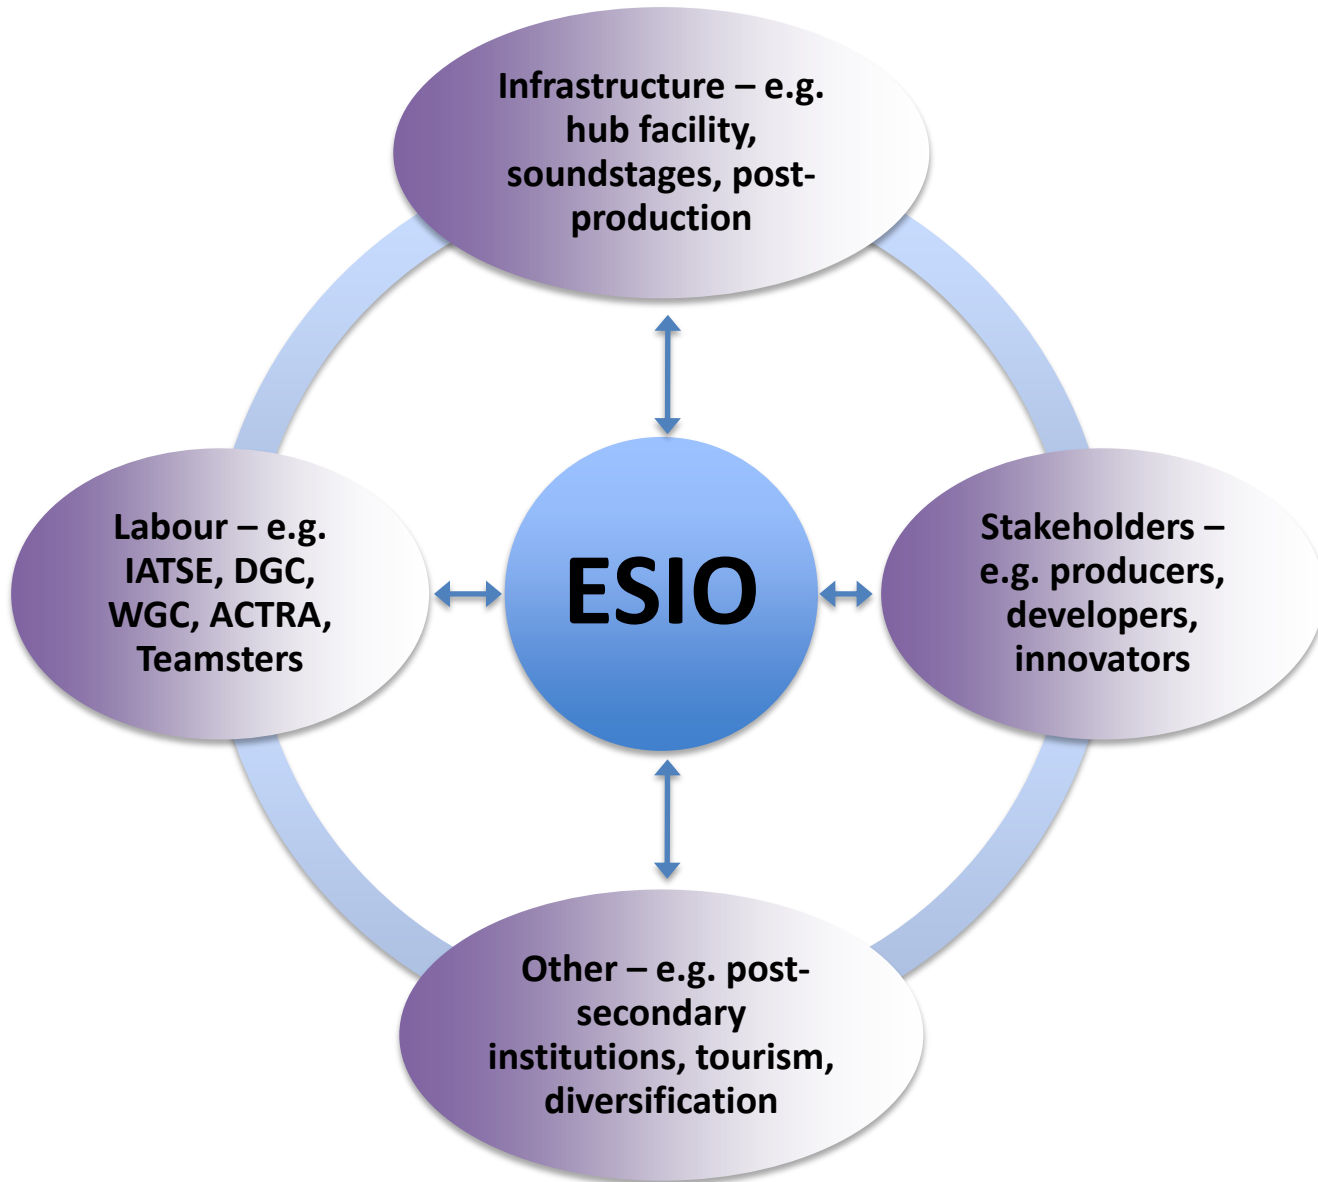 Infrastructure – e.g.
hub facility,
soundstages, post-
production
Labour – e.g.
IATSE, DGC,
WGC, ACTRA,
Teamsters
ESIO
Stakeholders –
e.g. producers,
developers,
innovators
Other – e.g. post-
secondary
institutions, tourism,
diversification